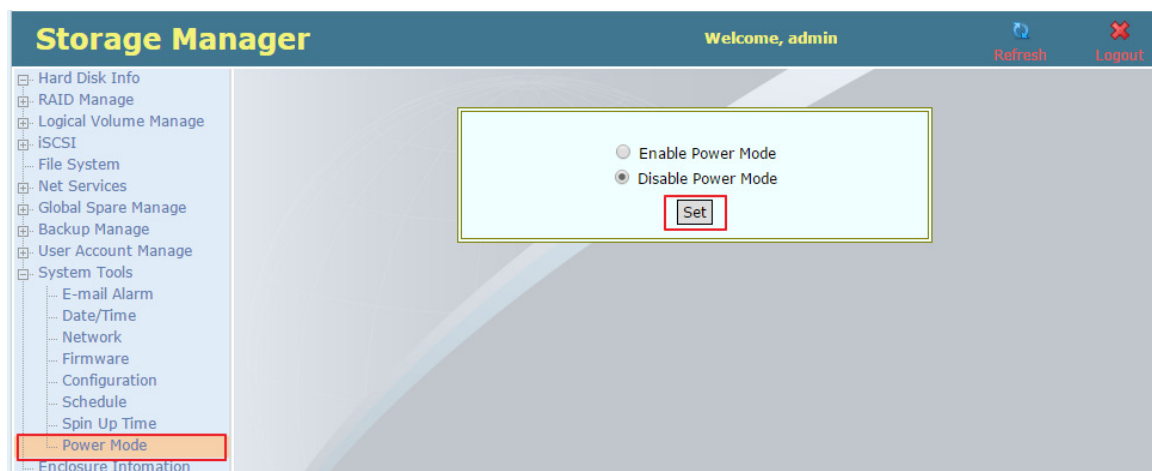 Storage Manager
Welcome, admin
Refresh
Logout
Hard Disk Info
RAID Manage
Logical Volume Manage
iSCSI
File System
Net Services
Global Spare Manage
Backup Manage
User Account Manage
System Tools
E-mail Alarm
Date/Time
Network
Firmware
Configuration
Schedule
Spin Up Time
Power Mode
Enclosure Infomation
Enable Power Mode
Disable Power Mode
Set